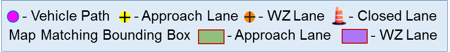 - Vehicle Path - Approach Lane - WZ Lane - Closed Lane
Map Matching Bounding Box - Approach Lane - WZ Lane